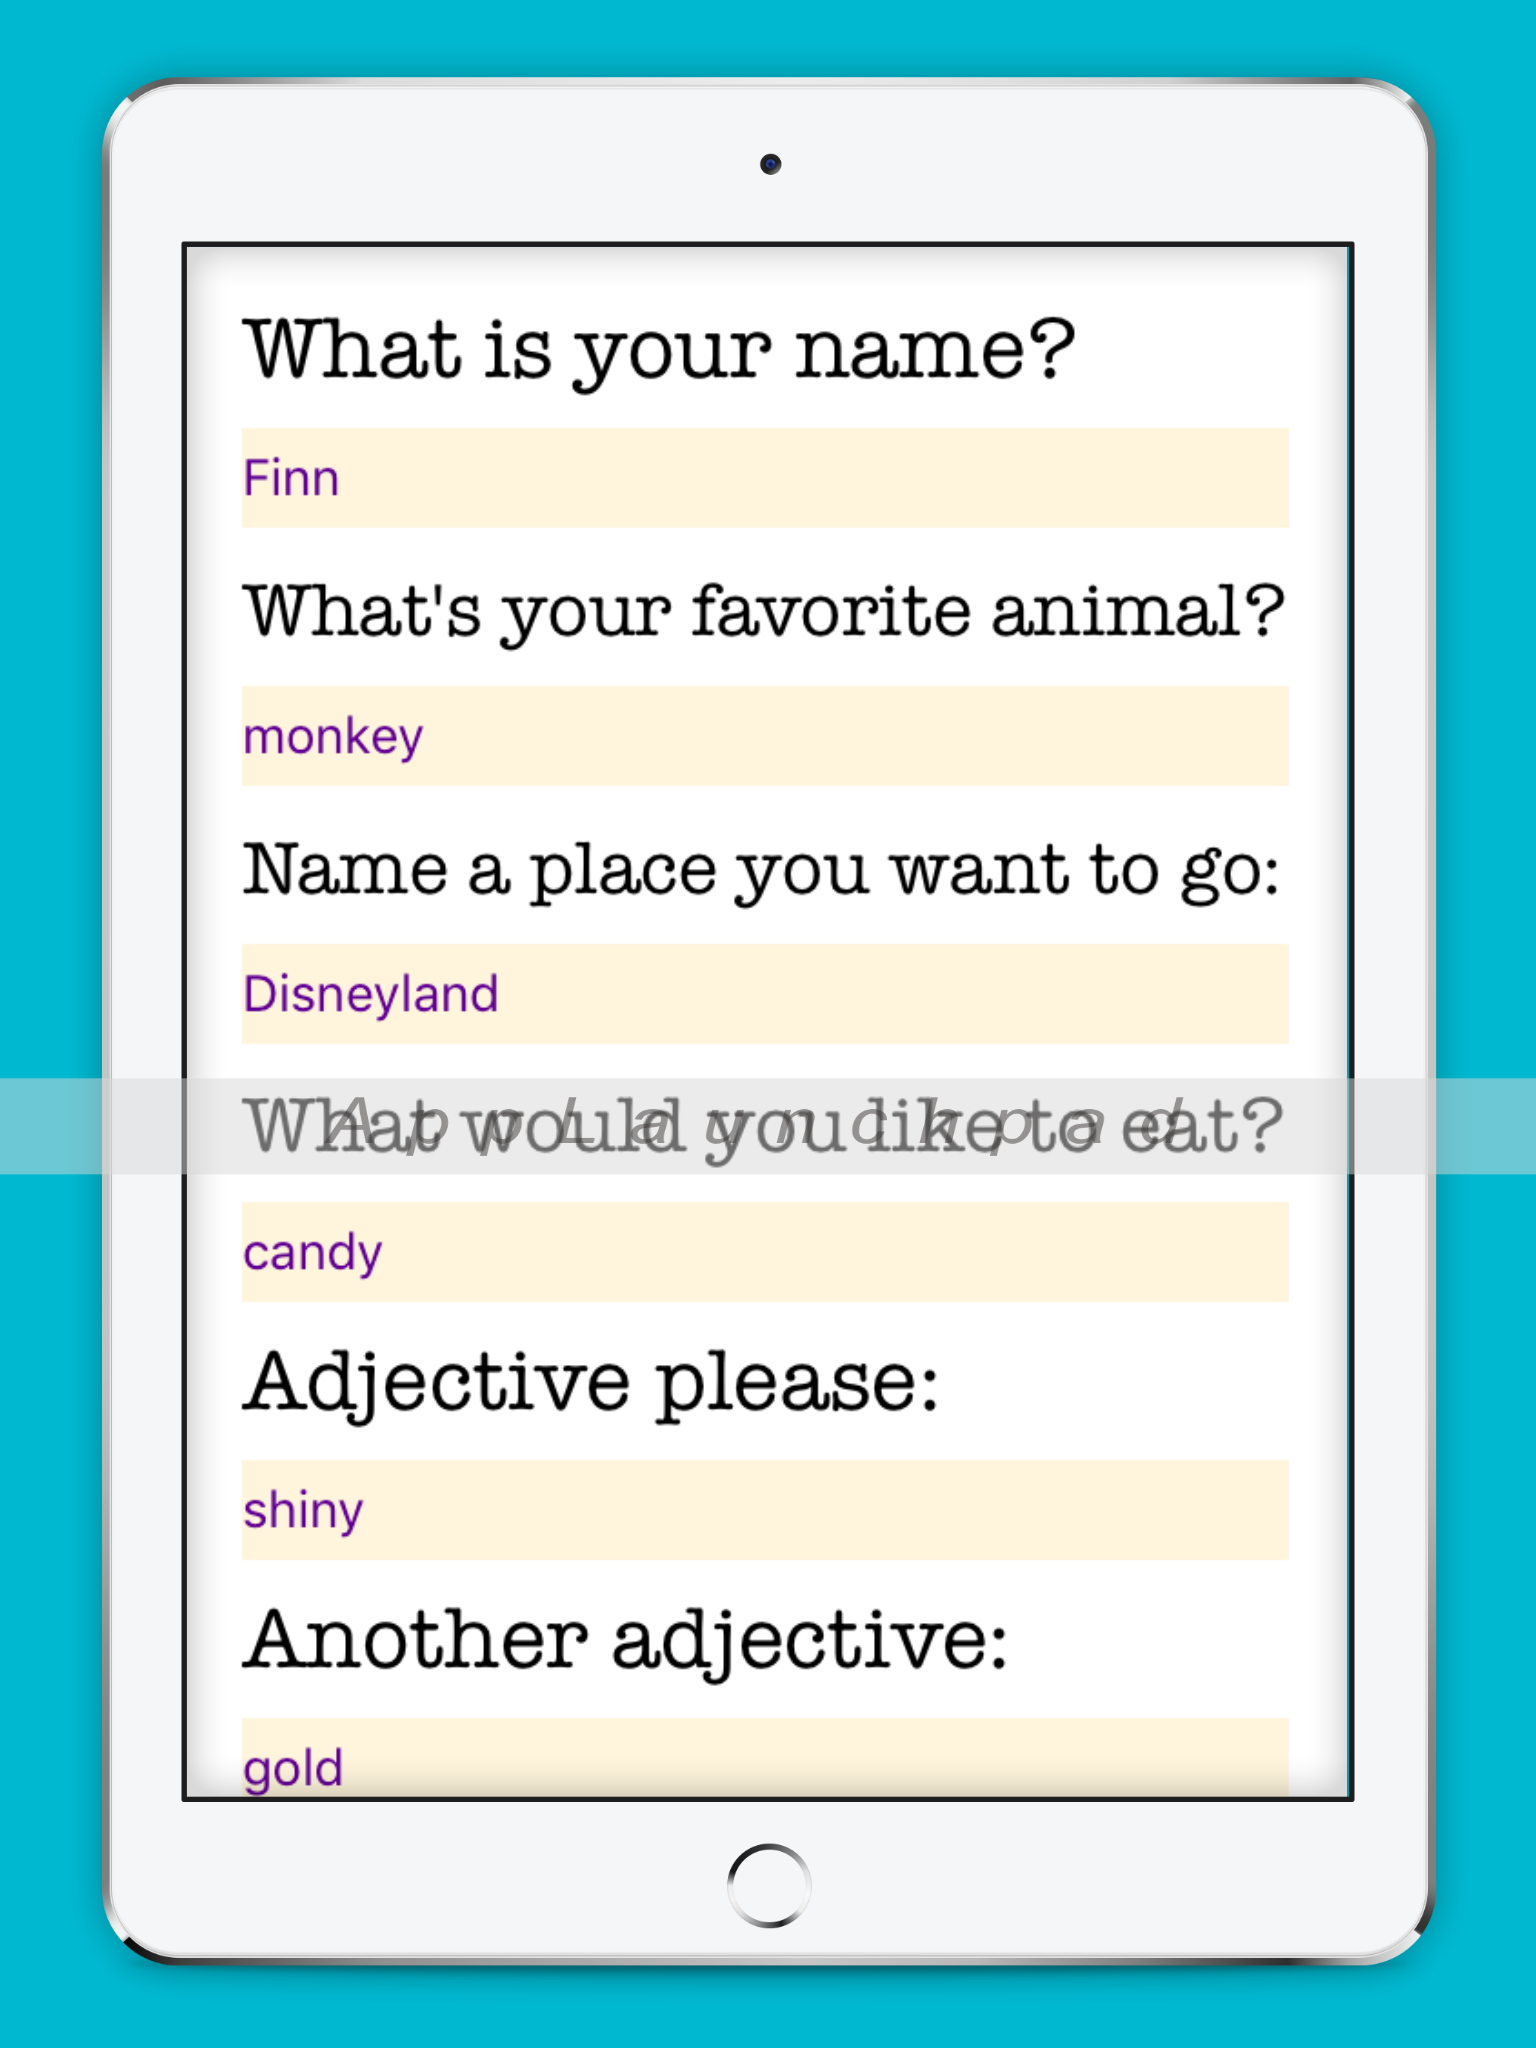 What is your name?
Finn
What's your favorite animal?
monkey
Name a place you want to go:
Disneyland
What would you like to eat?
AppLaunchpad
candy
Adjective please:
shiny
Another adjective:
gold